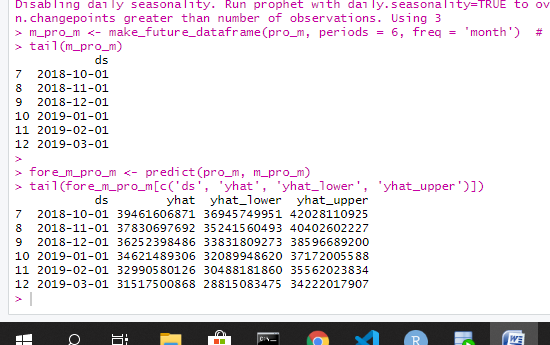 Disabling daily seasonality. Run prophet with daily.seasonality=TRUE to ov
n.changepoints greater than number of observations. Using 3
> m_pro_m <- make_future_dataframe(pro_m, periods = 6, freq = 'month')  #
> tail(m_pro_m)
           ds
7  2018-10-01
8  2018-11-01
9  2018-12-01
10 2019-01-01
11 2019-02-01
12 2019-03-01
>
> fore_m_pro_m <- predict(pro_m, m_pro_m)
> tail(fore_m_pro_m[c('ds', 'yhat', 'yhat_lower', 'yhat_upper')])
           ds        yhat  yhat_lower  yhat_upper
7  2018-10-01 39461606871 36945749951 42028110925
8  2018-11-01 37830697692 35241560493 40402602227
9  2018-12-01 36252398486 33831809273 38596689200
10 2019-01-01 34621489306 32089948620 37172005588
11 2019-02-01 32990580126 30488181860 35562023834
12 2019-03-01 31517500868 28815083475 34222017907
>